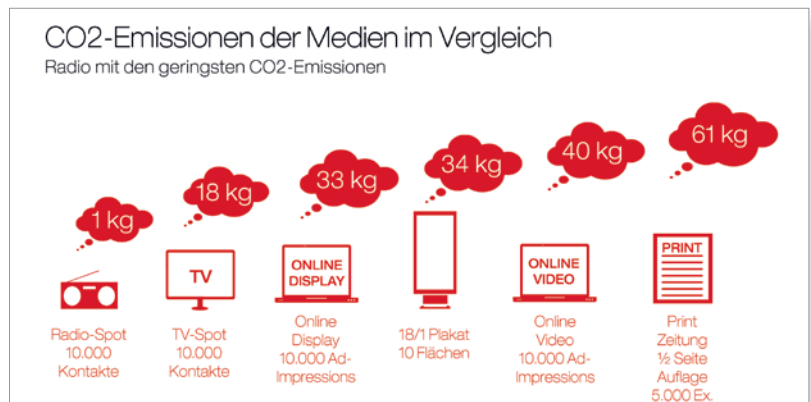 CO2-Emissionen der Medien im Vergleich
Radio mit den geringsten CO2-Emissionen
1 kg
18 kg
33 kg
34 kg
40 kg
61 kg
TV
ONLINE
DISPLAY
ONLINE
VIDEO
PRINT
Radio-Spot
10.000
Kontakte
TV-Spot
10.000
Kontakte
Online
Display
10.000 Ad-
Impressions
18/1 Plakat
10 Flächen
Online
Video
10.000 Ad-
Impressions
Print
Zeitung
½ Seite
Auflage
5.000 Ex.